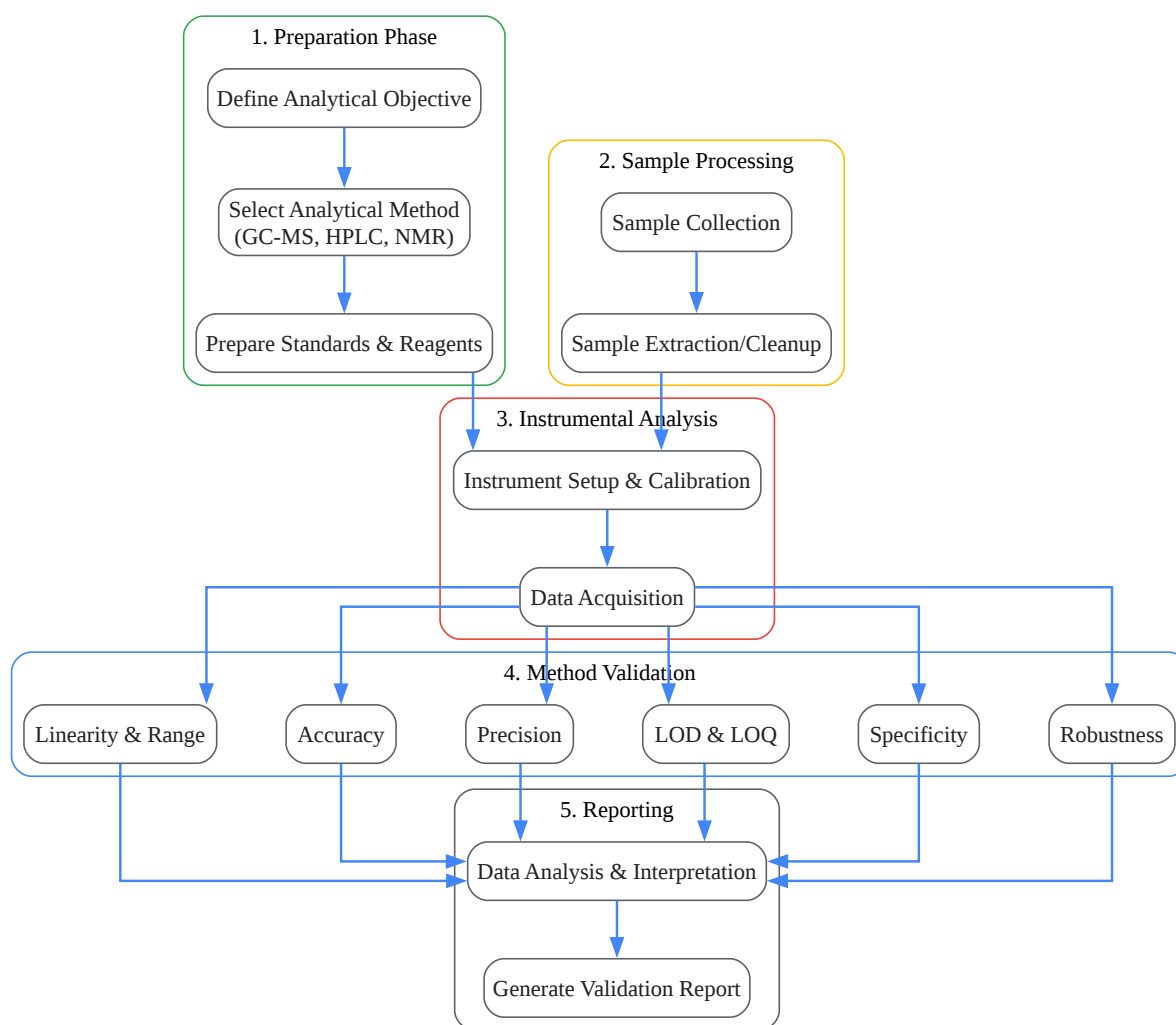 1. Preparation Phase
Define Analytical Objective
Select Analytical Method
(GC-MS, HPLC, NMR)
Prepare Standards & Reagents
2. Sample Processing
Sample Collection
Sample Extraction/Cleanup
3. Instrumental Analysis
Instrument Setup & Calibration
Data Acquisition
4. Method Validation
Linearity & Range
Accuracy
Precision
LOD & LOQ
Specificity
Robustness
5. Reporting
Data Analysis & Interpretation
Generate Validation Report